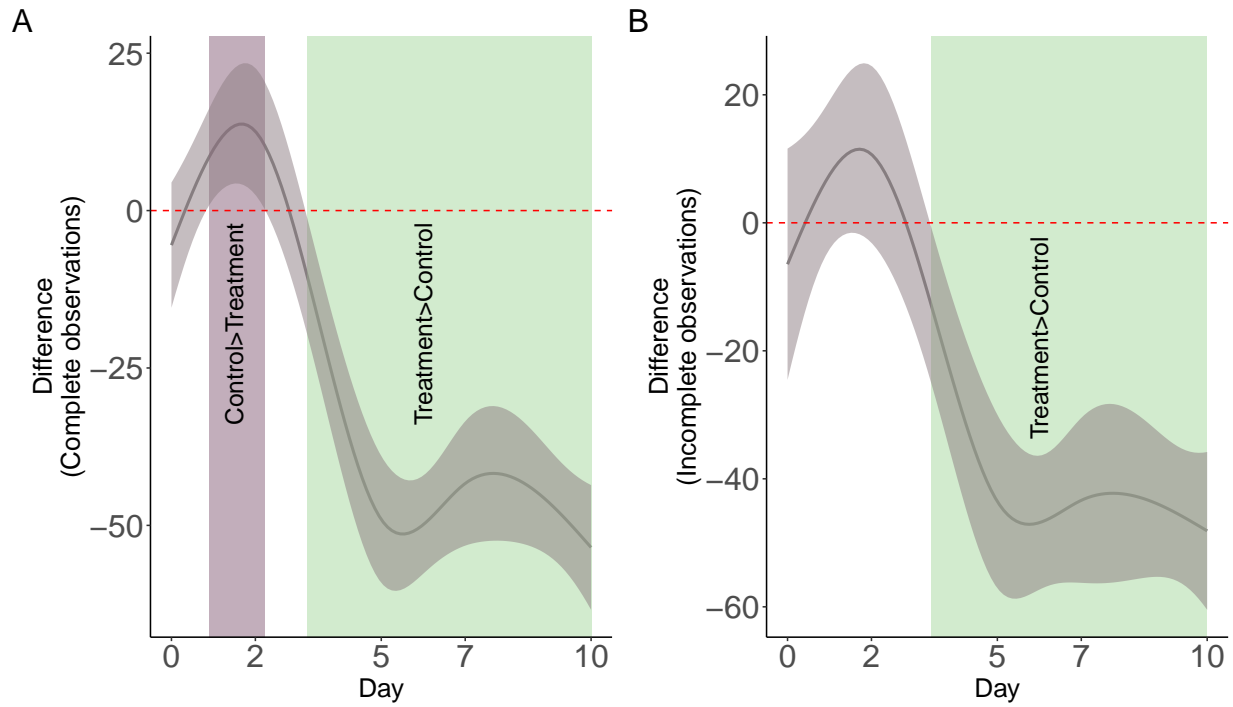 A
Difference
(Complete observations)
25
0
−25
−50
Control>Treatment
Treatment>Control
0
2
5
7
10
Day
B
Difference
(Incomplete observations)
20
0
−20
−40
−60
Treatment>Control
0
2
5
7
10
Day